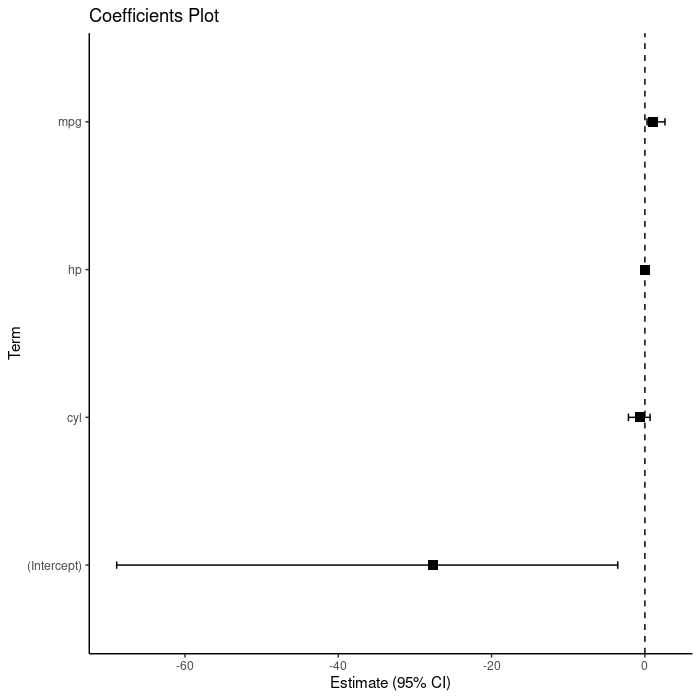 Coefficients Plot
mpg
hp
cyl
(Intercept)
Term
-60
-40
-20
0
Estimate (95% CI)